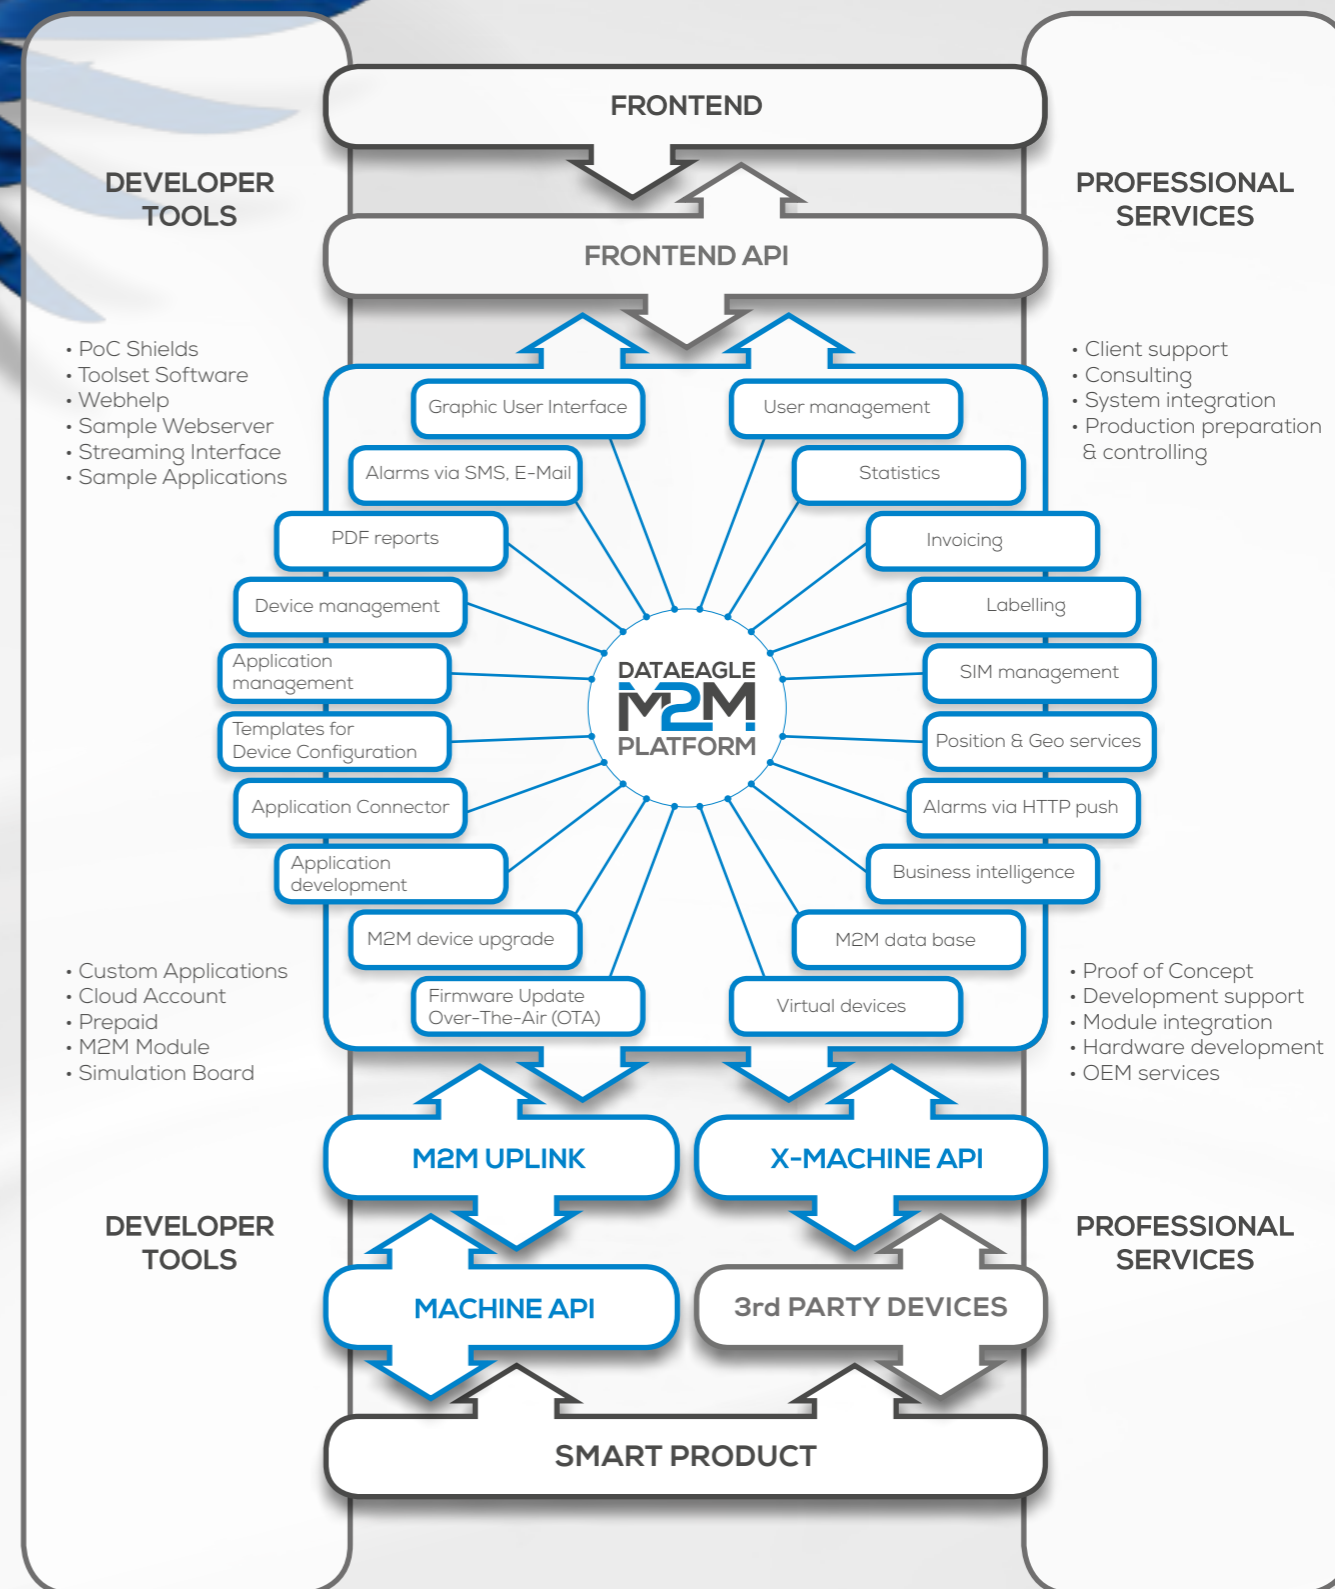 FRONTEND
DEVELOPER
TOOLS
PROFESSIONAL
SERVICES
FRONTEND API
• PoC Shields
• Toolset Software
• Webhelp
• Sample Webserver
• Streaming Interface
• Sample Applications
• Client support
• Consulting
• System integration
• Production preparation
& controlling
Graphic User Interface
User management
Alarms via SMS, E-Mail
Statistics
PDF reports
Invoicing
Device management
Labelling
Application
management
SIM management
DATAEAGLE
M2M
PLATFORM
Templates for
Device Configuration
Position & Geo services
Application Connector
Alarms via HTTP push
Application
development
Business intelligence
M2M device upgrade
M2M data base
Firmware Update
Over-The-Air (OTA)
Virtual devices
• Custom Applications
• Cloud Account
• Prepaid
• M2M Module
• Simulation Board
• Proof of Concept
• Development support
• Module integration
• Hardware development
• OEM services
M2M UPLINK
X-MACHINE API
DEVELOPER
TOOLS
PROFESSIONAL
SERVICES
MACHINE API
3rd PARTY DEVICES
SMART PRODUCT